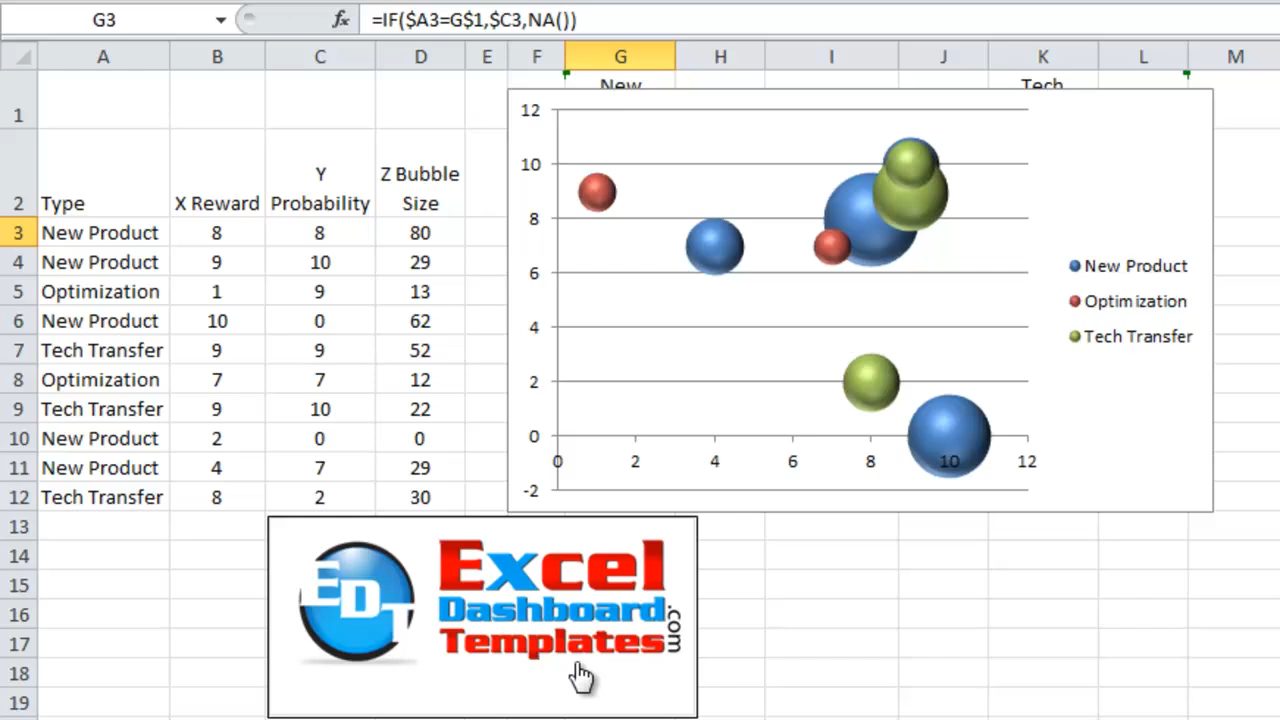 G3 fx =IF($A3=G$1,$C3,NA())
A B C D E F G H I J K L M
1 New Tech
2 Type X Reward Y Probability Z Bubble Size
3 New Product 8 8 80
4 New Product 9 10 29
5 Optimization 1 9 13
6 New Product 10 0 62
7 Tech Transfer 9 9 52
8 Optimization 7 7 12
9 Tech Transfer 9 10 22
10 New Product 2 0 0
11 New Product 4 7 29
12 Tech Transfer 8 2 30
13
14
15
16
17
18
19
12
10
8
6
4
2
0
-2
0 2 4 6 8 10 12
New Product
Optimization
Tech Transfer
EDT
Excel
Dashboard
Templates
.com